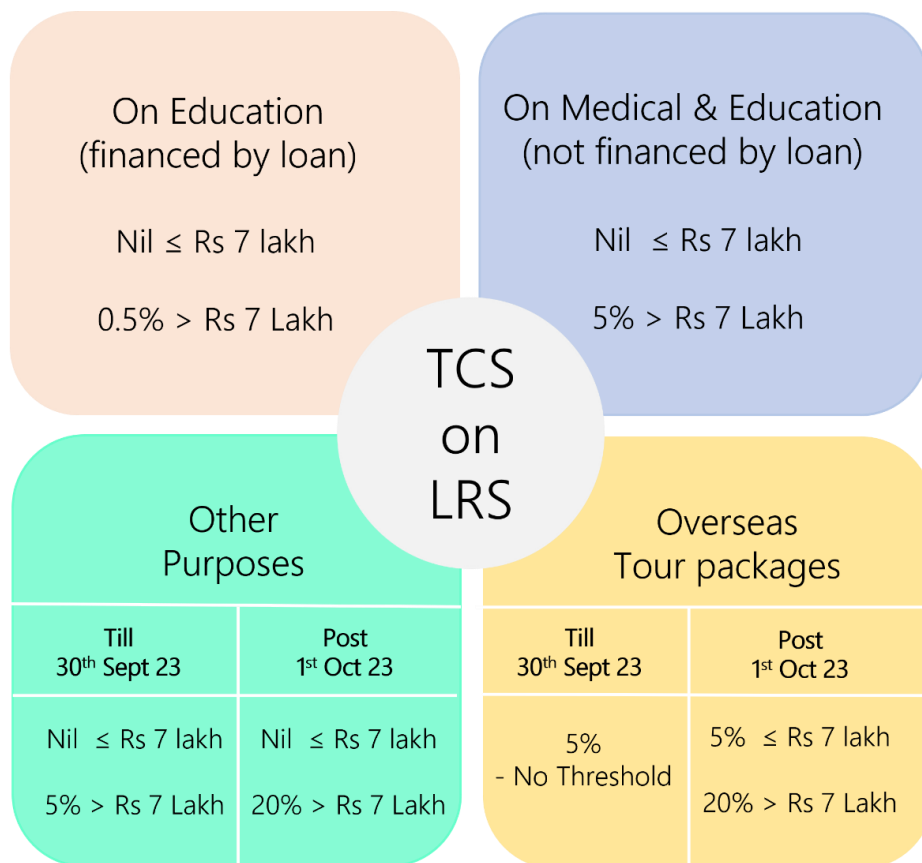 On Education
(financed by loan)
Nil ≤ Rs 7 lakh
0.5% > Rs 7 Lakh
On Medical & Education
(not financed by loan)
Nil ≤ Rs 7 lakh
5% > Rs 7 Lakh
TCS
on
LRS
Other
Purposes
Till
30th Sept 23
Post
1st Oct 23
Nil ≤ Rs 7 lakh
5% > Rs 7 Lakh
Nil ≤ Rs 7 lakh
20% > Rs 7 Lakh
Overseas
Tour packages
Till
30th Sept 23
Post
1st Oct 23
5%
- No Threshold
5% ≤ Rs 7 lakh
20% > Rs 7 Lakh